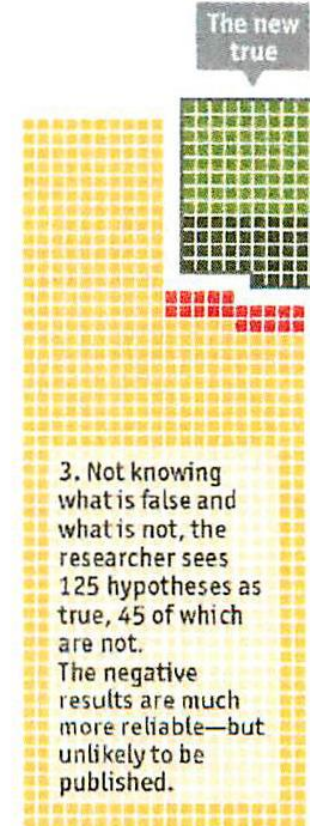 The new
true
3. Not knowing
what is false and
what is not, the
researcher sees
125 hypotheses as
true, 45 of which
are not.
The negative
results are much
more reliable—but
unlikely to be
published.